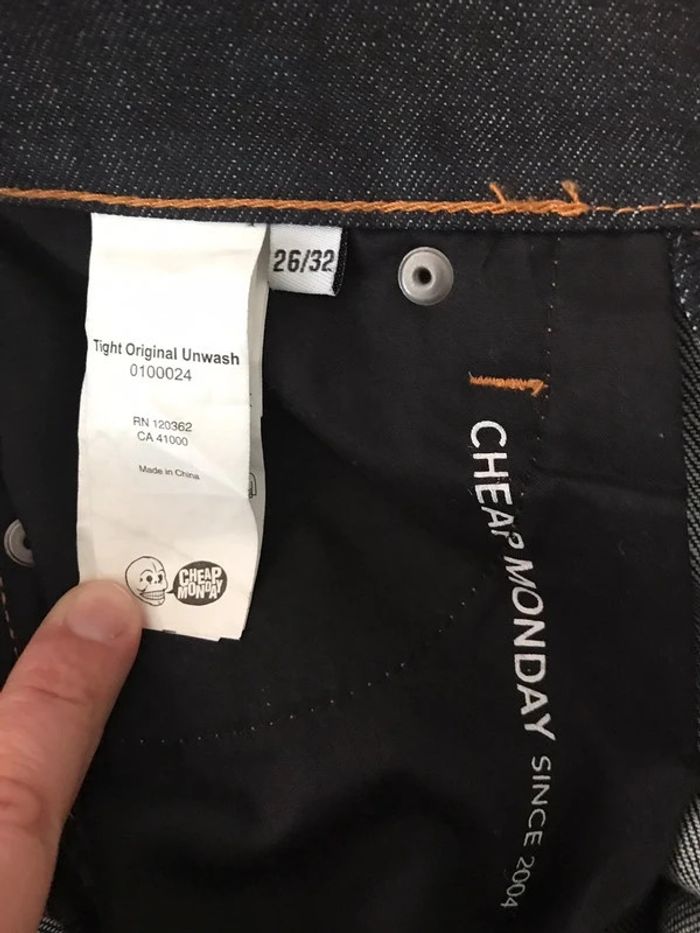 26/32
Tight Original Unwash
0100024
RN 120362
CA 41000
Made in China
CHEAP
MONDAY
CHEAP MONDAY SINCE 2004